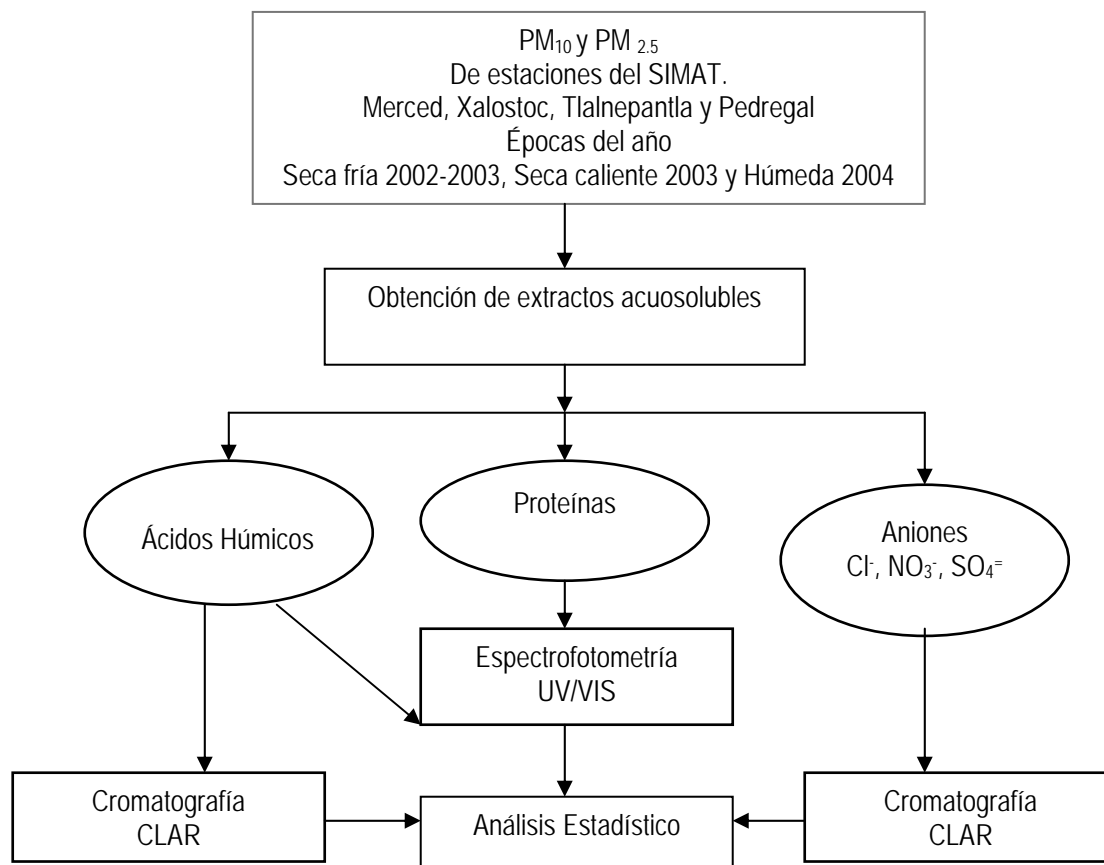 PM₁₀ y PM ₂.₅
De estaciones del SIMAT.
Merced, Xalostoc, Tlalnepantla y Pedregal
Épocas del año
Seca fría 2002-2003, Seca caliente 2003 y Húmeda 2004
Obtención de extractos acuosolubles
Ácidos Húmicos
Proteínas
Aniones
Cl⁻, NO₃⁻, SO₄⁼
Espectrofotometría
UV/VIS
Cromatografía
CLAR
Análisis Estadístico
Cromatografía
CLAR